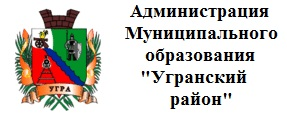 Администрация
Муниципального
образования
"Угранский
район"
УГРА